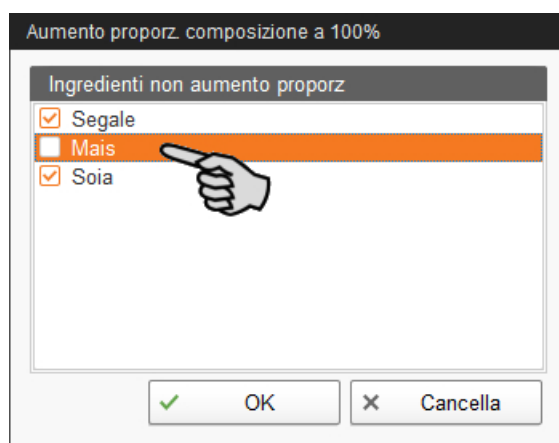 Aumento proporz. composizione a 100%
Ingredienti non aumento proporz
Segale
Mais
Soia
OK
Cancella